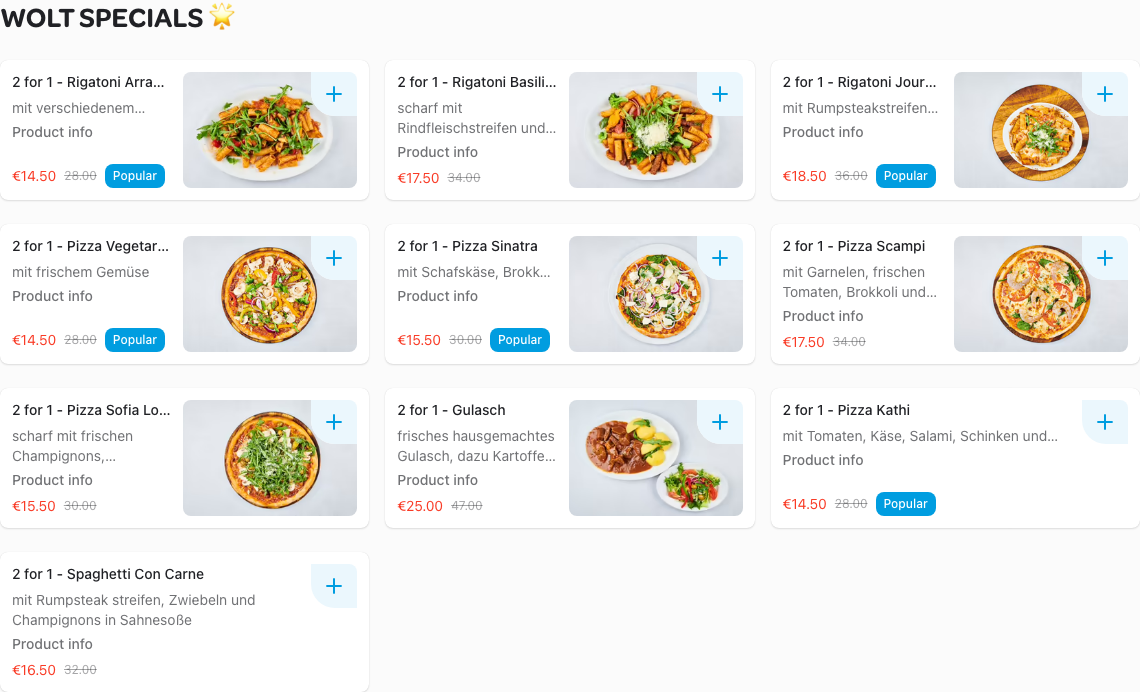 WOLT SPECIALS 🌟
2 for 1 - Rigatoni Arra...
mit verschiedenem...
Product info
€14.50 28.00 Popular
2 for 1 - Rigatoni Basili...
scharf mit
Rindfleischstreifen und...
Product info
€17.50 34.00
2 for 1 - Rigatoni Jour...
mit Rumpsteakstreifen...
Product info
€18.50 36.00 Popular
2 for 1 - Pizza Vegetar...
mit frischem Gemüse
Product info
€14.50 28.00 Popular
2 for 1 - Pizza Sinatra
mit Schafskäse, Brokk...
Product info
€15.50 30.00 Popular
2 for 1 - Pizza Scampi
mit Garnelen, frischen
Tomaten, Brokkoli und...
Product info
€17.50 34.00
2 for 1 - Pizza Sofia Lo...
scharf mit frischen
Champignons,...
Product info
€15.50 30.00
2 for 1 - Gulasch
frisches hausgemachtes
Gulasch, dazu Kartoffe...
Product info
€25.00 47.00
2 for 1 - Pizza Kathi
mit Tomaten, Käse, Salami, Schinken und...
Product info
€14.50 28.00 Popular
2 for 1 - Spaghetti Con Carne
mit Rumpsteak streifen, Zwiebeln und
Champignons in Sahnesoße
Product info
€16.50 32.00